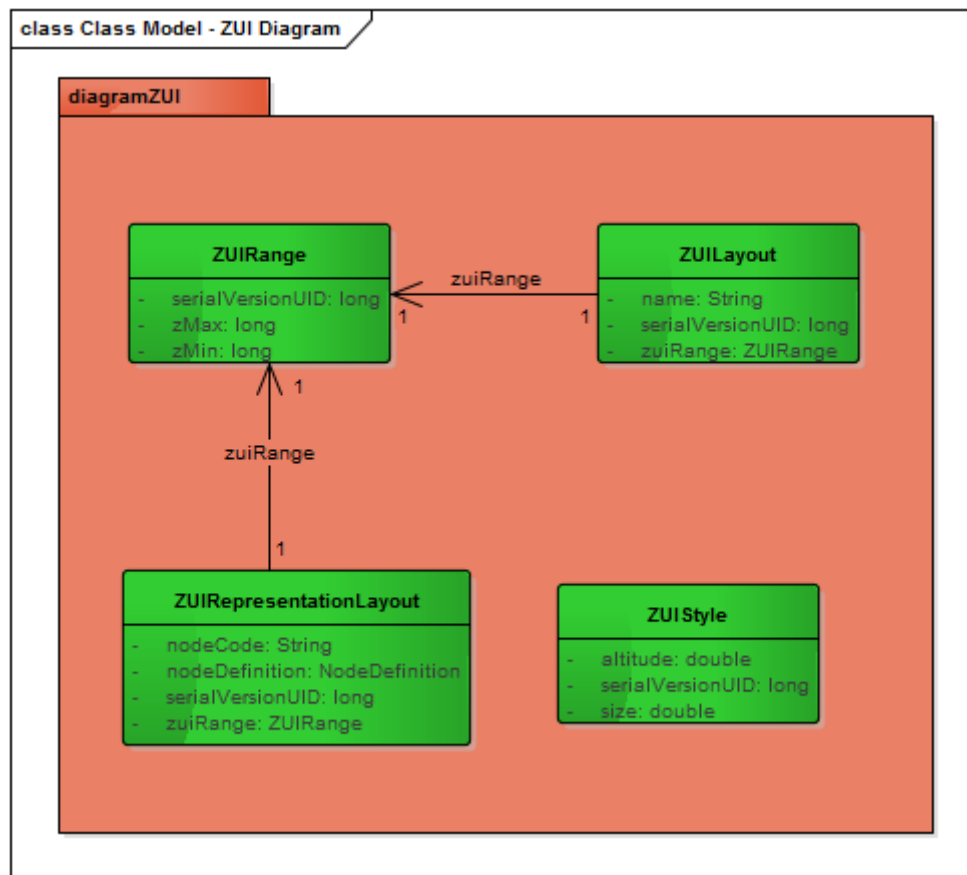 class Class Model - ZUI Diagram
diagramZUI
ZUIRange
- serialVersionUID: long
- zMax: long
- zMin: long
zuiRange
1
1
ZUILayout
- name: String
- serialVersionUID: long
- zuiRange: ZUIRange
1
zuiRange
1
ZUIRepresentationLayout
- nodeCode: String
- nodeDefinition: NodeDefinition
- serialVersionUID: long
- zuiRange: ZUIRange
ZUIStyle
- altitude: double
- serialVersionUID: long
- size: double